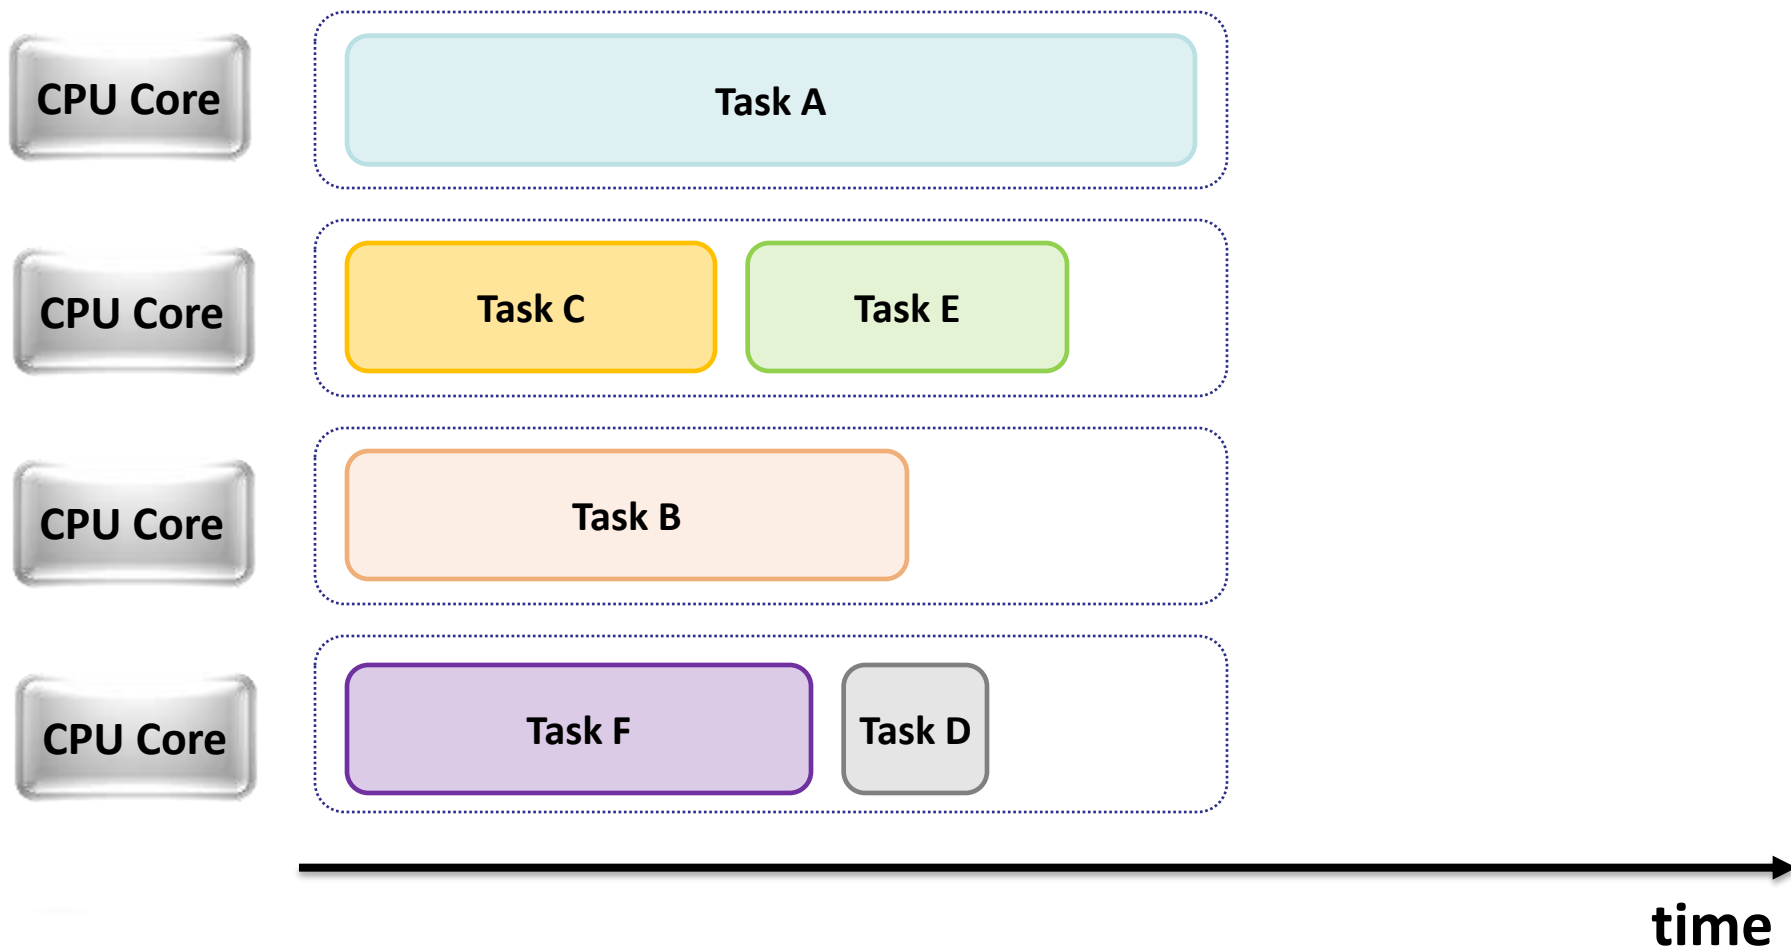 CPU Core
Task A
CPU Core
Task C
Task E
CPU Core
Task B
CPU Core
Task F
Task D
time